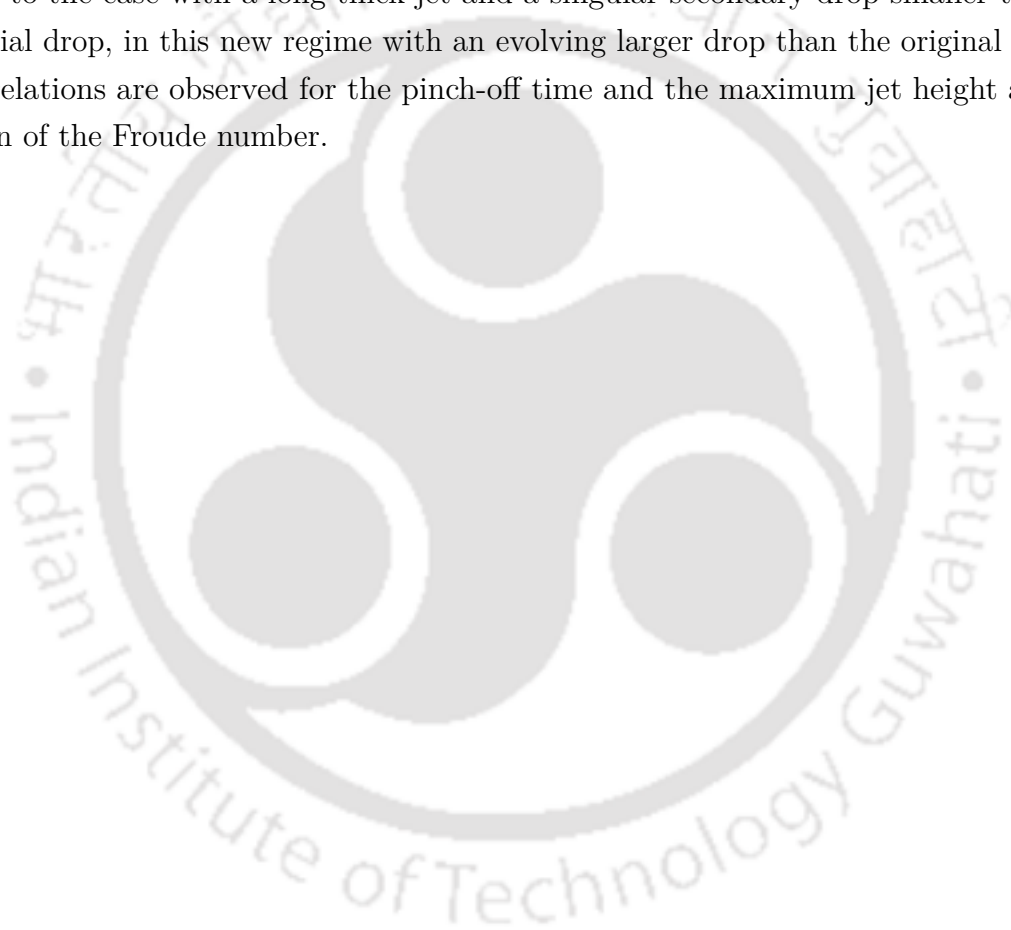 to the case with a long thick jet and a singular secondary drop smaller t
ial drop, in this new regime with an evolving larger drop than the original
elations are observed for the pinch-off time and the maximum jet height a
n of the Froude number.
Indian Institute of Technology Guwahati